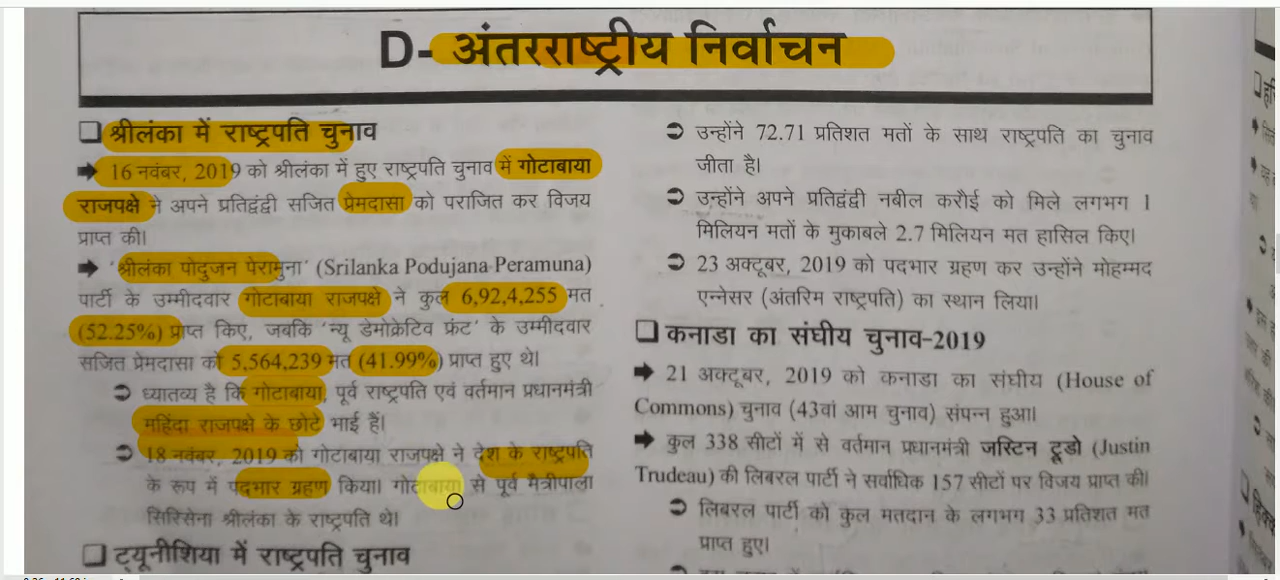 D- अंतरराष्ट्रीय निर्वाचन
❑ श्रीलंका में राष्ट्रपति चुनाव
➡ 16 नवंबर, 2019 को श्रीलंका में हुए राष्ट्रपति चुनाव में गोटाबाया
राजपक्षे ने अपने प्रतिद्वंद्वी सजित प्रेमदासा को पराजित कर विजय
प्राप्त की।
➡ 'श्रीलंका पोदुजन पेरामुना' (Srilanka Podujana Peramuna)
पार्टी के उम्मीदवार गोटाबाया राजपक्षे ने कुल 6,92,4,255 मत
(52.25%) प्राप्त किए, जबकि 'न्यू डेमोक्रेटिव फ्रंट' के उम्मीदवार
सजित प्रेमदासा को 5,564,239 मत (41.99%) प्राप्त हुए थे।
➲ ध्यातव्य है कि गोटाबाया, पूर्व राष्ट्रपति एवं वर्तमान प्रधानमंत्री
महिंदा राजपक्षे के छोटे भाई हैं।
➲ 18 नवंबर, 2019 को गोटाबाया राजपक्षे ने देश के राष्ट्रपति
के रूप में पदभार ग्रहण किया। गोटाबाया से पूर्व मैत्रीपाला
सिरिसेना श्रीलंका के राष्ट्रपति थे।
❑ ट्यूनीशिया में राष्ट्रपति चुनाव
➲ उन्होंने 72.71 प्रतिशत मतों के साथ राष्ट्रपति का चुनाव
जीता है।
➲ उन्होंने अपने प्रतिद्वंद्वी नबील करौई को मिले लगभग 1
मिलियन मतों के मुकाबले 2.7 मिलियन मत हासिल किए।
➲ 23 अक्टूबर, 2019 को पदभार ग्रहण कर उन्होंने मोहम्मद
एन्नेसर (अंतरिम राष्ट्रपति) का स्थान लिया।
❑ कनाडा का संघीय चुनाव-2019
➡ 21 अक्टूबर, 2019 को कनाडा का संघीय (House of
Commons) चुनाव (43वां आम चुनाव) संपन्न हुआ।
➡ कुल 338 सीटों में से वर्तमान प्रधानमंत्री जस्टिन ट्रूडो (Justin
Trudeau) की लिबरल पार्टी ने सर्वाधिक 157 सीटों पर विजय प्राप्त की।
➲ लिबरल पार्टी को कुल मतदान के लगभग 33 प्रतिशत मत
प्राप्त हुए।